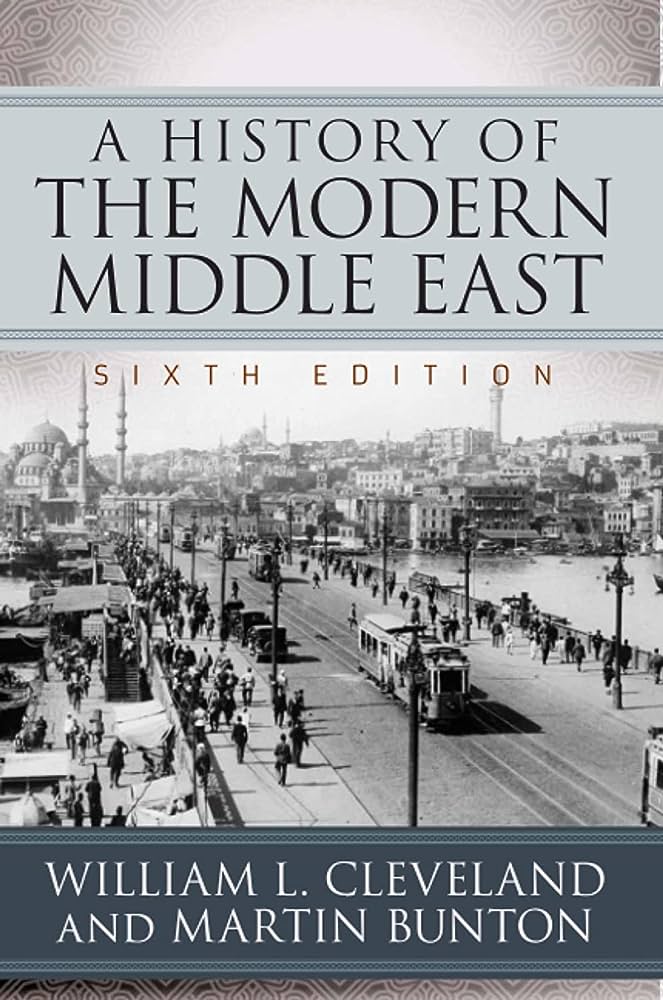 A HISTORY OF
THE MODERN
MIDDLE EAST
SIXTH EDITION
WILLIAM L. CLEVELAND
AND MARTIN BUNTON